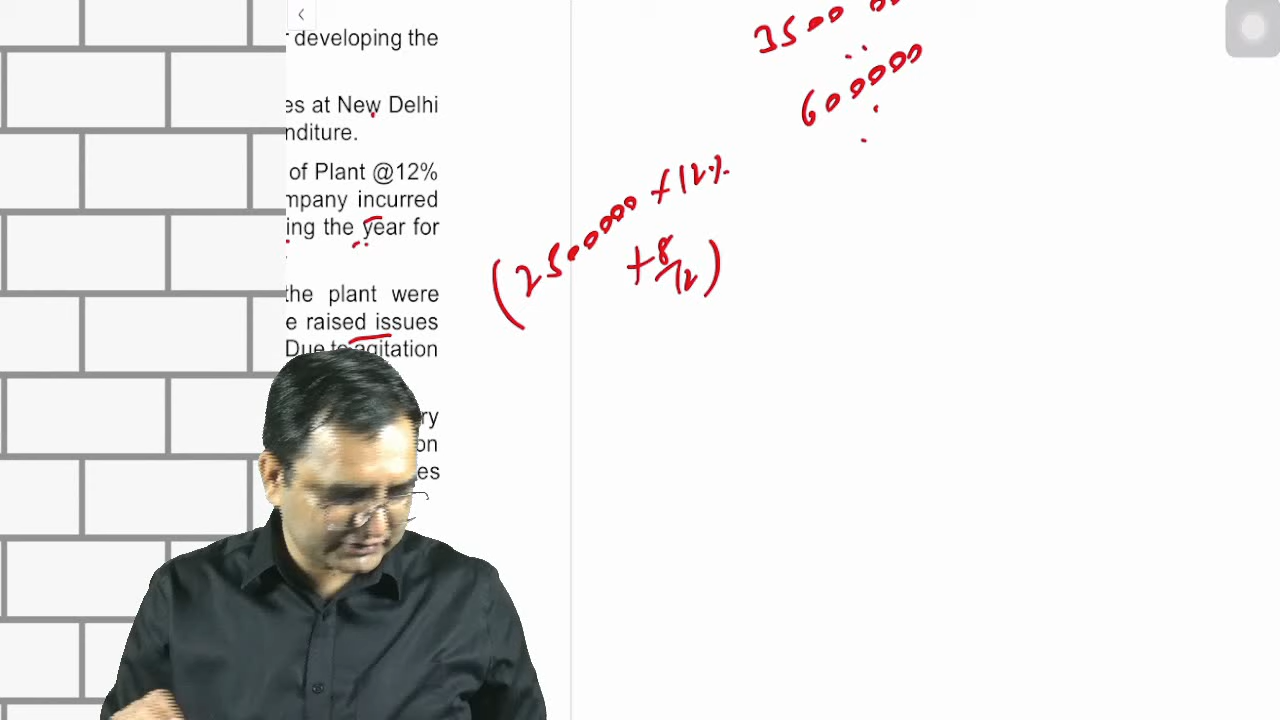 developing the
es at New Delhi
nditure.
of Plant @12%
mpany incurred
ing the year for
the plant were
e raised issues
Due to agitation
ry
on
es
3500
600000
(2500000 × 12%
× 8/12)